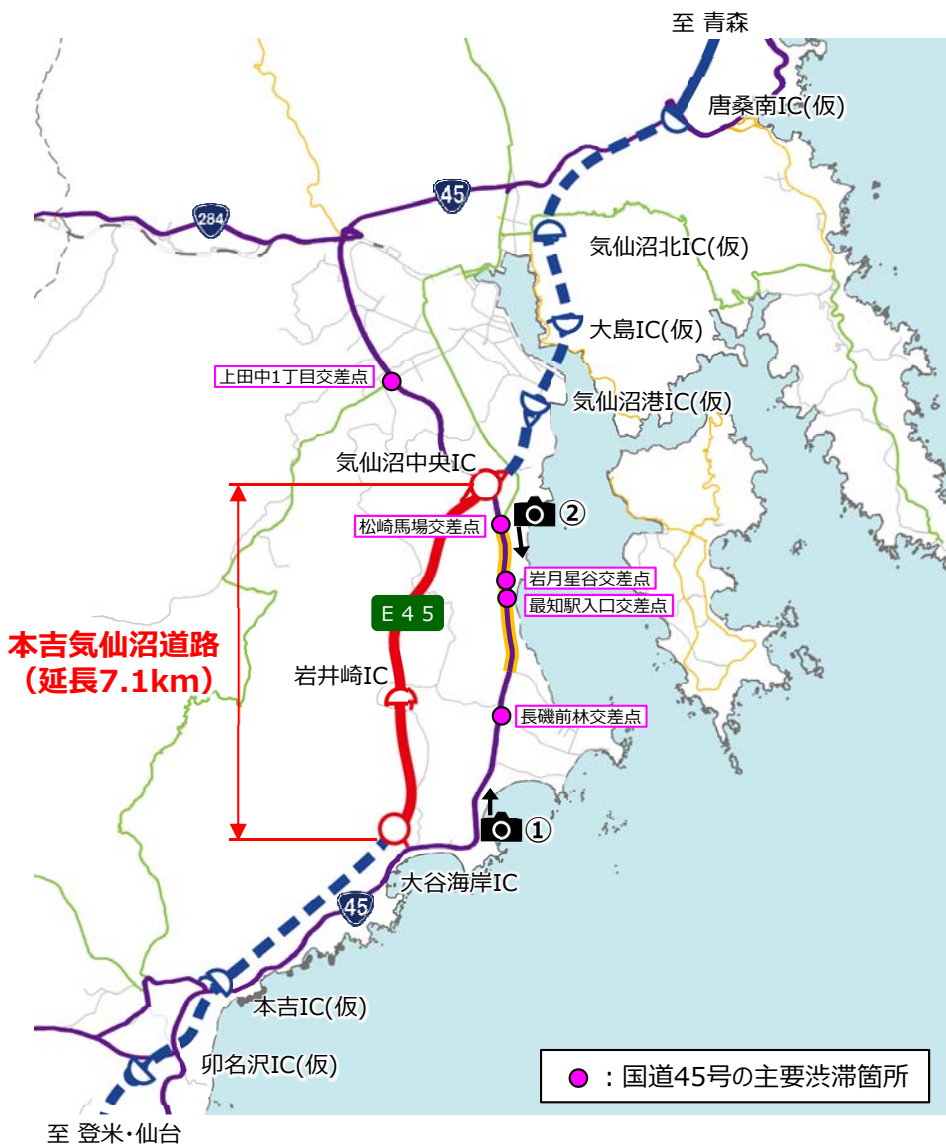 至 青森
唐桑南IC(仮)
45
284
気仙沼北IC(仮)
大島IC(仮)
上田中1丁目交差点
気仙沼港IC(仮)
気仙沼中央IC
松崎馬場交差点
②
岩月星谷交差点
最知駅入口交差点
E45
本吉気仙沼道路
（延長7.1km）
岩井崎IC
長磯前林交差点
①
大谷海岸IC
45
本吉IC(仮)
卯名沢IC(仮)
：国道45号の主要渋滞箇所
至 登米・仙台